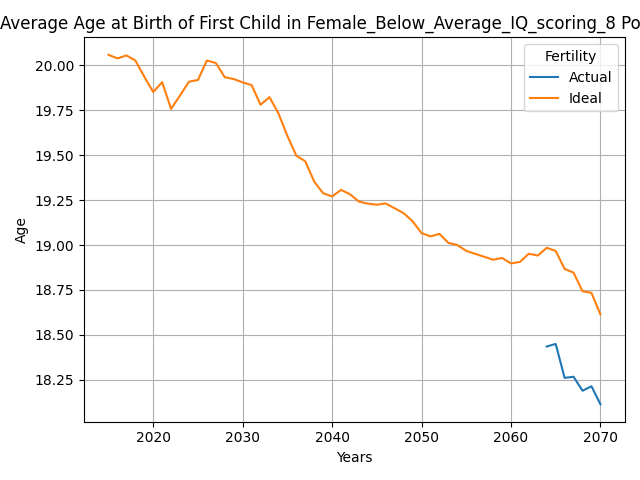 Average Age at Birth of First Child in Female_Below_Average_IQ_scoring_8 Po
Fertility
Actual
Ideal
20.00
19.75
19.50
19.25
19.00
18.75
18.50
18.25
Age
2020 2030 2040 2050 2060 2070
Years